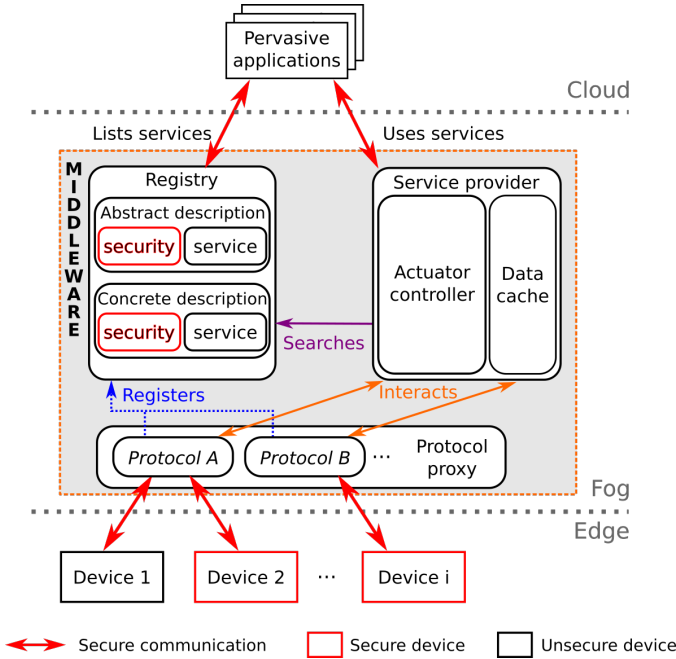 Pervasive
applications
Cloud
Lists services
Uses services
MIDDLEWARE
Registry
Abstract description
security
service
Concrete description
security
service
Service provider
Actuator
controller
Data
cache
Searches
Registers
Interacts
Protocol A
Protocol B
...
Protocol
proxy
Fog
Edge
Device 1
Device 2
...
Device i
Secure communication
Secure device
Unsecure device